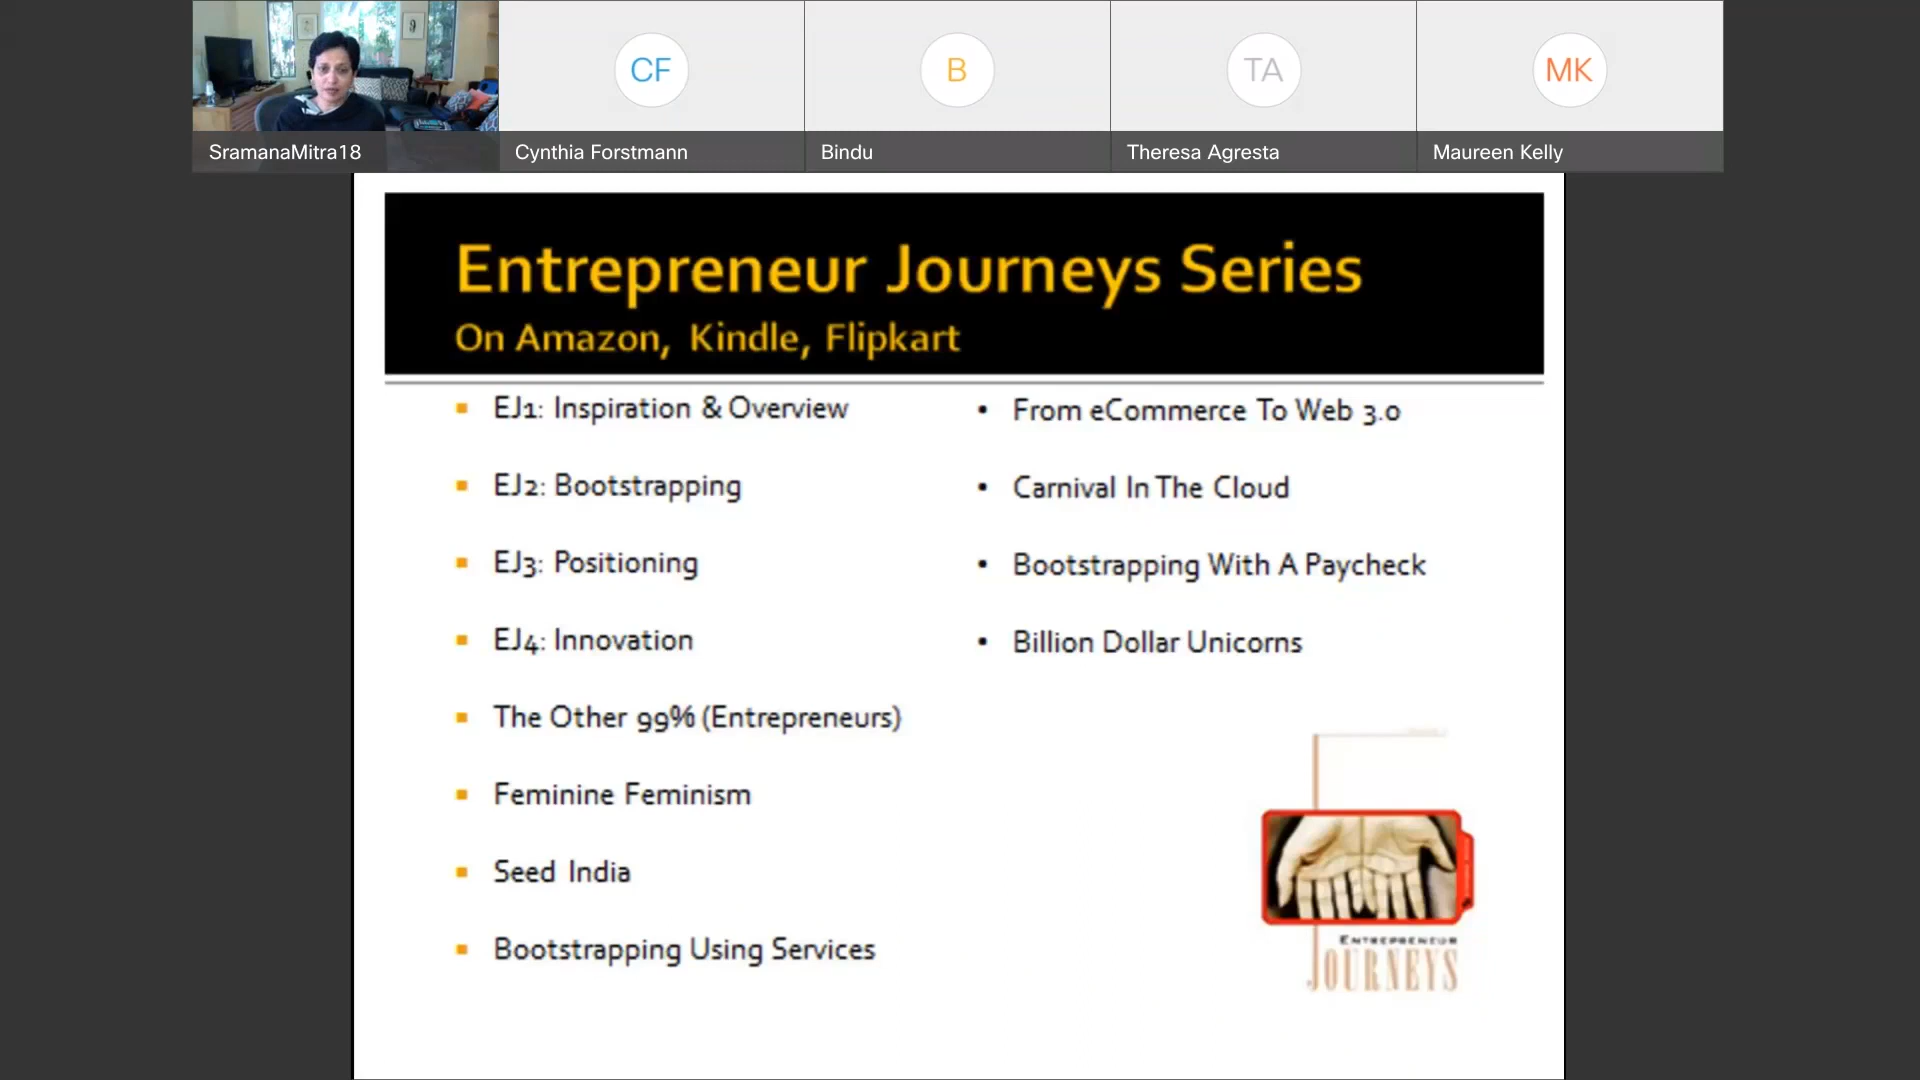 CF
B
TA
MK
SramanaMitra18
Cynthia Forstmann
Bindu
Theresa Agresta
Maureen Kelly
Entrepreneur Journeys Series
On Amazon, Kindle, Flipkart
EJ1: Inspiration & Overview
EJ2: Bootstrapping
EJ3: Positioning
EJ4: Innovation
The Other 99% (Entrepreneurs)
Feminine Feminism
Seed India
Bootstrapping Using Services
From eCommerce To Web 3.0
Carnival In The Cloud
Bootstrapping With A Paycheck
Billion Dollar Unicorns
ENTREPRENEUR
JOURNEYS